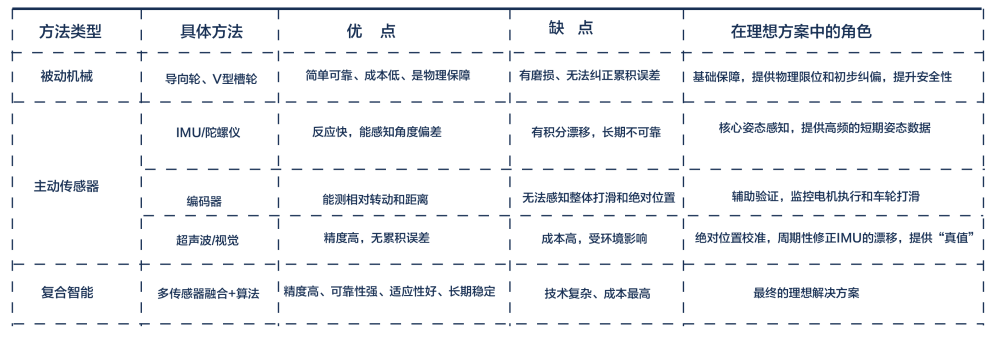 方法类型 具体方法 优 点 缺 点 在理想方案中的角色
被动机械 导向轮、V型槽轮 简单可靠、成本低、是物理保障 有磨损、无法纠正累积误差 基础保障，提供物理限位和初步纠偏，提升安全性
IMU/陀螺仪 反应快，能感知角度偏差 有积分漂移，长期不可靠 核心姿态感知，提供高频的短期姿态数据
主动传感器
编码器 能测相对转动和距离 无法感知整体打滑和绝对位置 辅助验证，监控电机执行和车轮打滑
超声波/视觉 精度高，无累积误差 成本高，受环境影响 绝对位置校准，周期性修正IMU的漂移，提供“真值”
复合智能 多传感器融合+算法 精度高、可靠性强、适应性好、长期稳定 技术复杂、成本最高 最终的理想解决方案